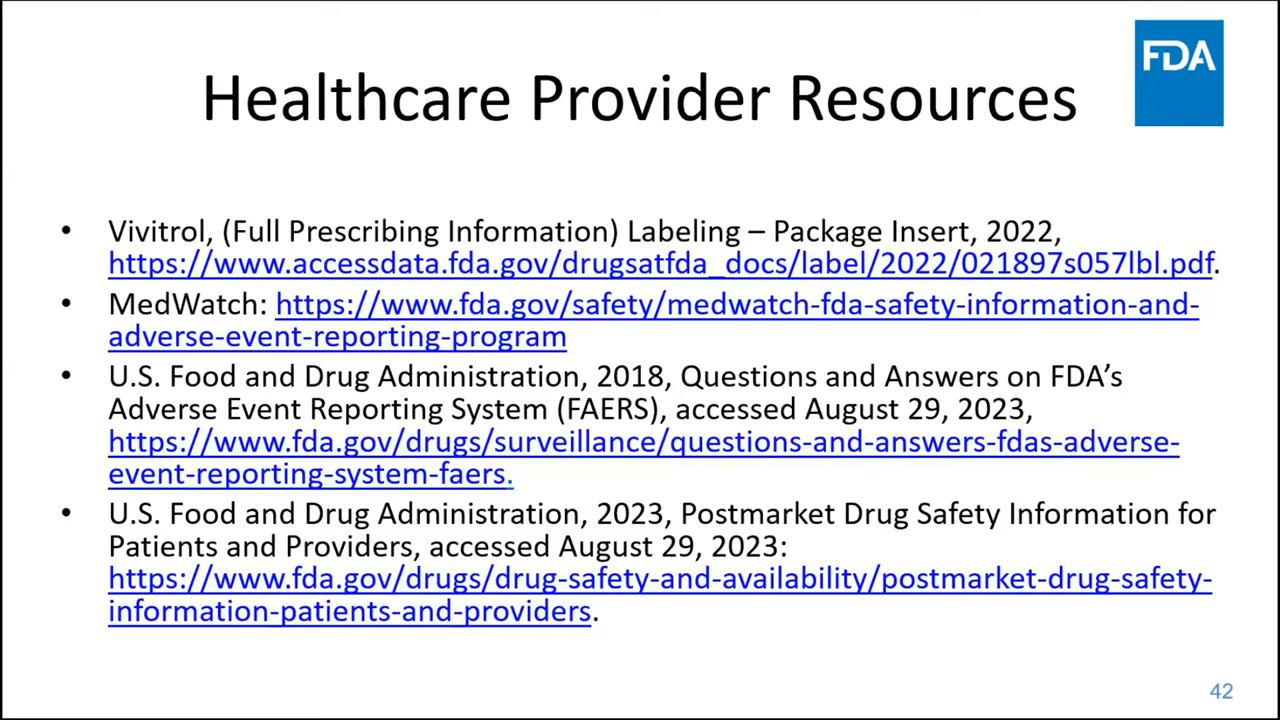 FDA
Healthcare Provider Resources
• Vivitrol, (Full Prescribing Information) Labeling – Package Insert, 2022,
https://www.accessdata.fda.gov/drugsatfda_docs/label/2022/021897s057lbl.pdf.
• MedWatch: https://www.fda.gov/safety/medwatch-fda-safety-information-and-
adverse-event-reporting-program
• U.S. Food and Drug Administration, 2018, Questions and Answers on FDA’s
Adverse Event Reporting System (FAERS), accessed August 29, 2023,
https://www.fda.gov/drugs/surveillance/questions-and-answers-fdas-adverse-
event-reporting-system-faers.
• U.S. Food and Drug Administration, 2023, Postmarket Drug Safety Information for
Patients and Providers, accessed August 29, 2023:
https://www.fda.gov/drugs/drug-safety-and-availability/postmarket-drug-safety-
information-patients-and-providers.
42